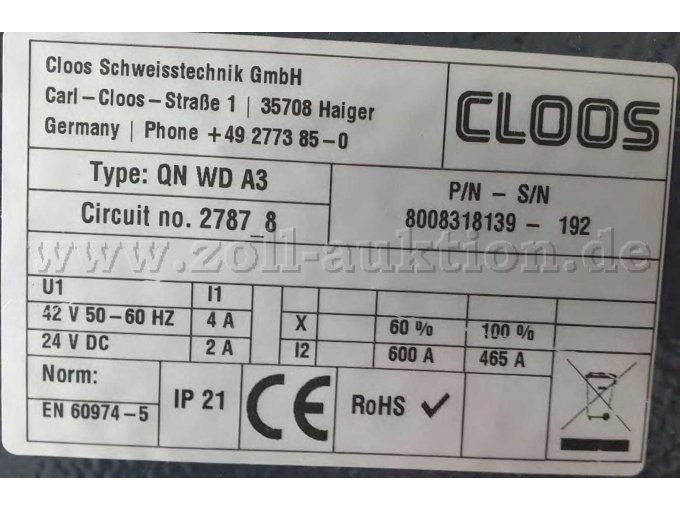 Cloos Schweisstechnik GmbH
Carl-Cloos-Straße 1 | 35708 Haiger
Germany | Phone +49 2773 85-0
CLOOS
Type: QN WD A3
P/N - S/N
Circuit no. 2787_8
8008318139 - 192
www.zoll-auktion.de
U1 I1
42 V 50-60 HZ 4 A X 60 % 100 %
24 V DC 2 A I2 600 A 465 A
Norm:
EN 60974-5
IP 21
CE
RoHS ✓